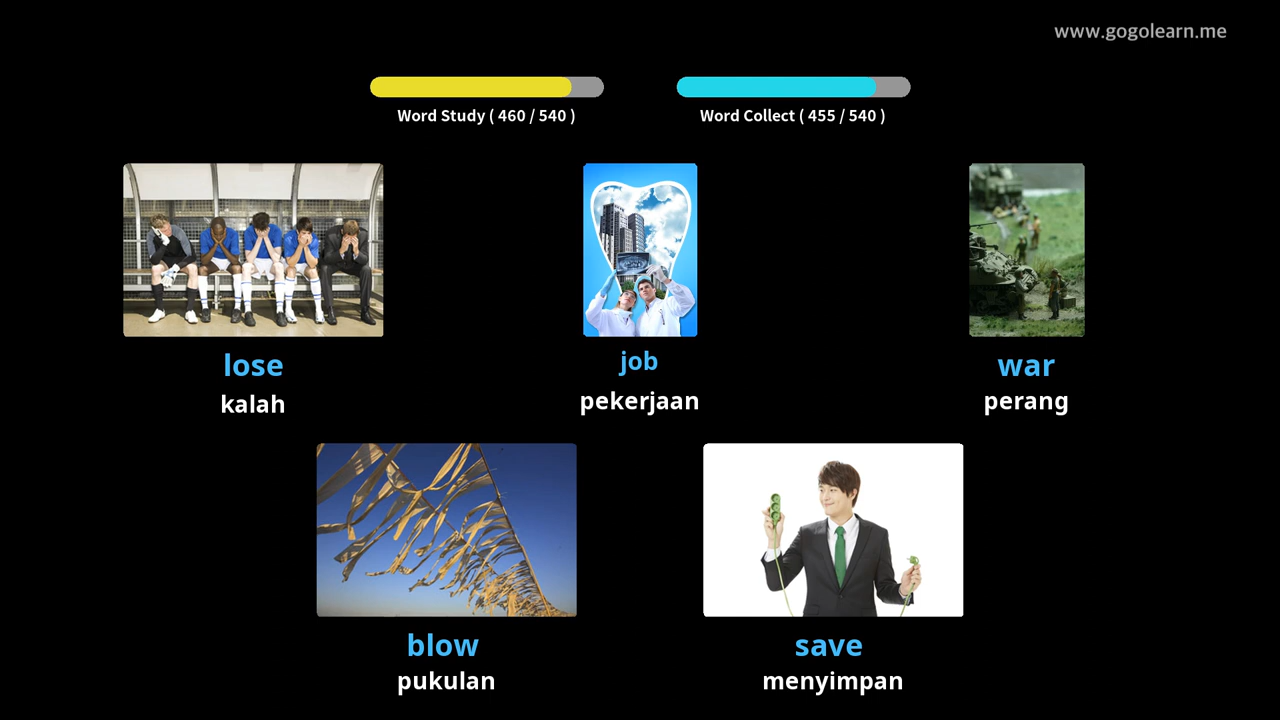 www.gogolearn.me
Word Study ( 460 / 540 )
Word Collect ( 455 / 540 )
lose
kalah
job
pekerjaan
war
perang
blow
pukulan
save
menyimpan